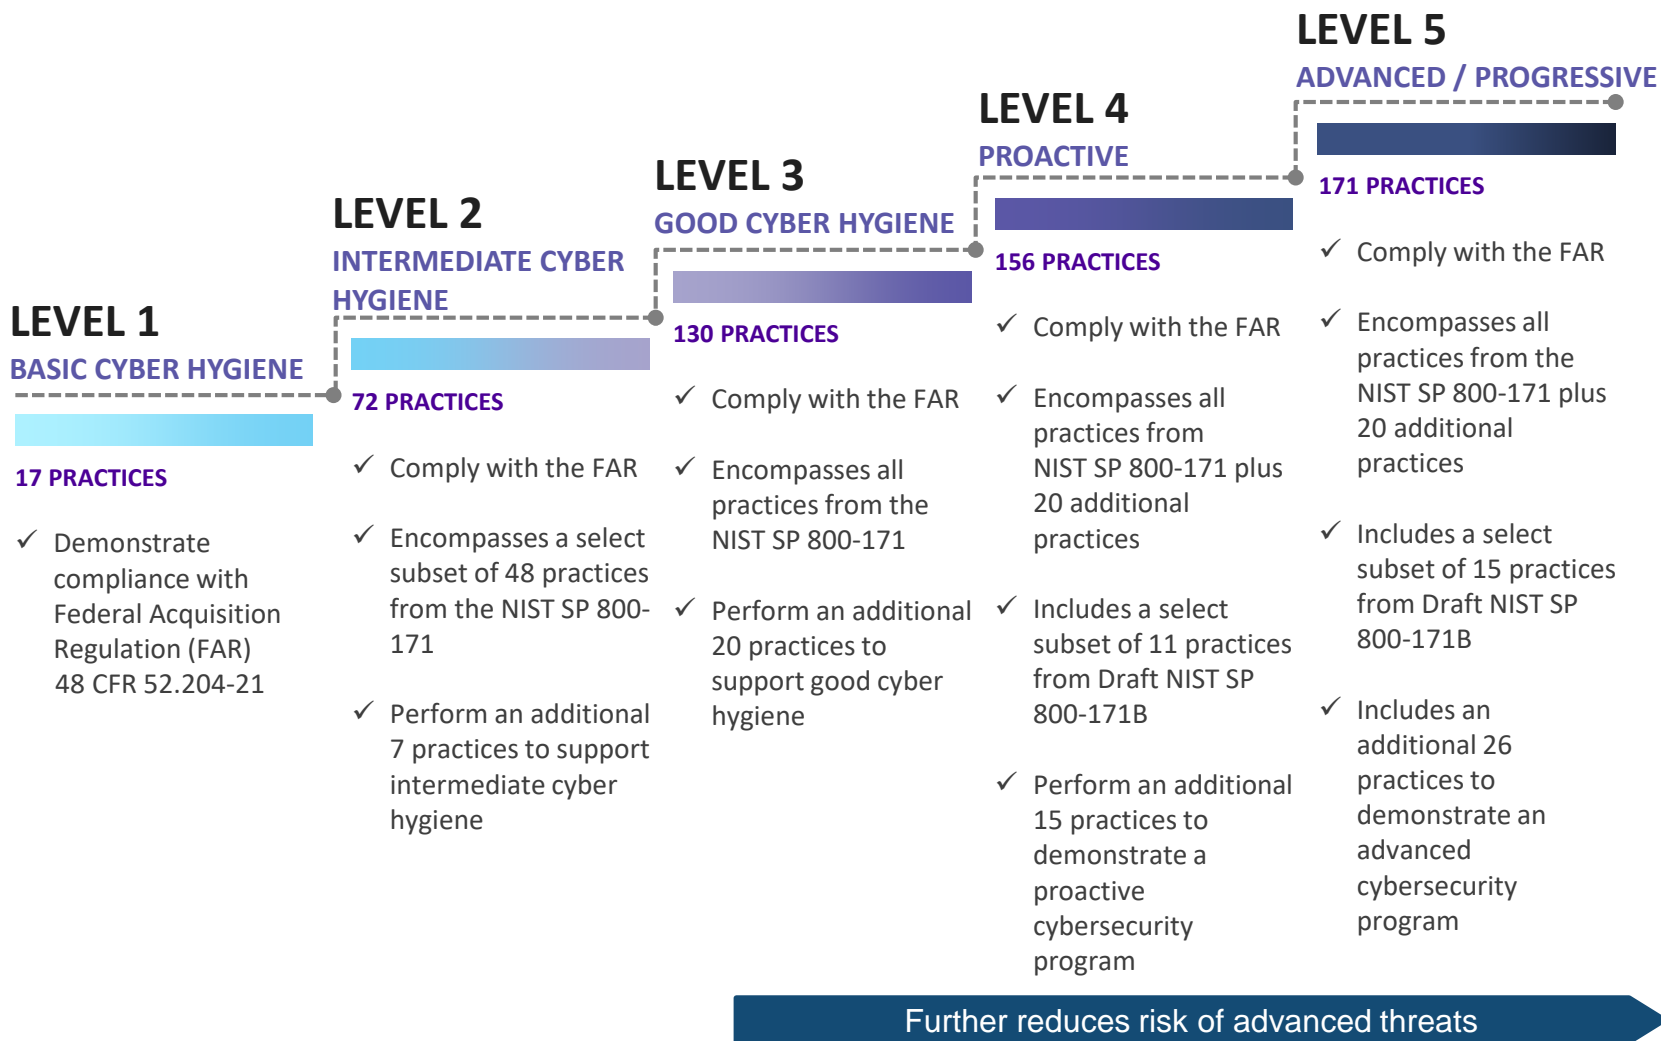 LEVEL 1
BASIC CYBER HYGIENE
17 PRACTICES
✓ Demonstrate
compliance with
Federal Acquisition
Regulation (FAR)
48 CFR 52.204-21
LEVEL 2
INTERMEDIATE CYBER
HYGIENE
72 PRACTICES
✓ Comply with the FAR
✓ Encompasses a select
subset of 48 practices
from the NIST SP 800-
171
✓ Perform an additional
7 practices to support
intermediate cyber
hygiene
LEVEL 3
GOOD CYBER HYGIENE
130 PRACTICES
✓ Comply with the FAR
✓ Encompasses all
practices from the
NIST SP 800-171
✓ Perform an additional
20 practices to
support good cyber
hygiene
LEVEL 4
PROACTIVE
156 PRACTICES
✓ Comply with the FAR
✓ Encompasses all
practices from
NIST SP 800-171 plus
20 additional
practices
✓ Includes a select
subset of 11 practices
from Draft NIST SP
800-171B
✓ Perform an additional
15 practices to
demonstrate a
proactive
cybersecurity
program
LEVEL 5
ADVANCED / PROGRESSIVE
171 PRACTICES
✓ Comply with the FAR
✓ Encompasses all
practices from the
NIST SP 800-171 plus
20 additional
practices
✓ Includes a select
subset of 15 practices
from Draft NIST SP
800-171B
✓ Includes an
additional 26
practices to
demonstrate an
advanced
cybersecurity
program
Further reduces risk of advanced threats